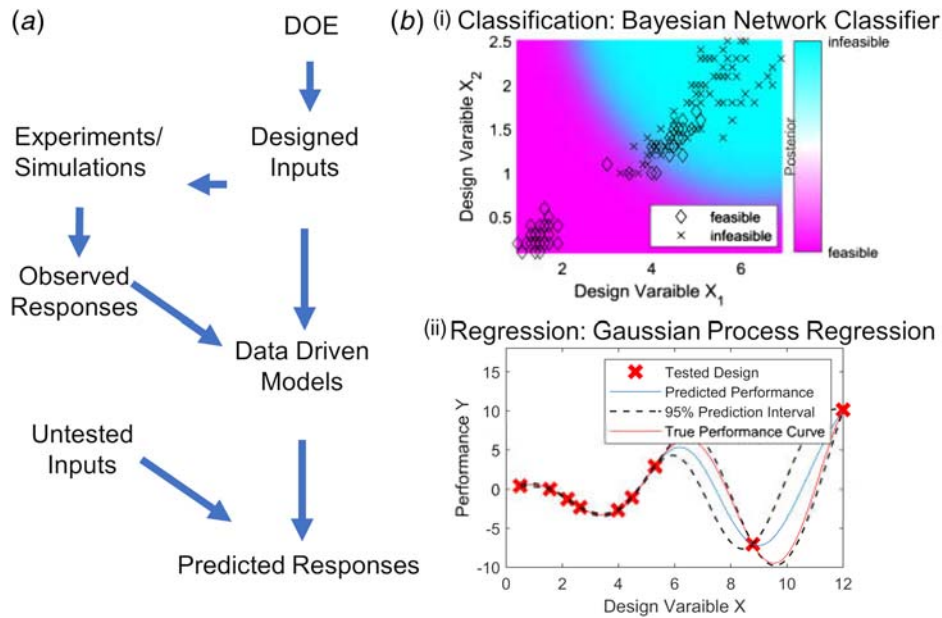 (a)
DOE
Experiments/
Simulations
Designed
Inputs
Observed
Responses
Data Driven
Models
Untested
Inputs
Predicted Responses
(b) (i) Classification: Bayesian Network Classifier
2.5
2
1.5
1
0.5
Design Varaible X2
2 4 6
Design Varaible X1
feasible
infeasible
infeasible
Posterior
feasible
(ii) Regression: Gaussian Process Regression
15
10
5
0
-5
-10
Performance Y
Tested Design
Predicted Performance
95% Prediction Interval
True Performance Curve
0 2 4 6 8 10 12
Design Varaible X